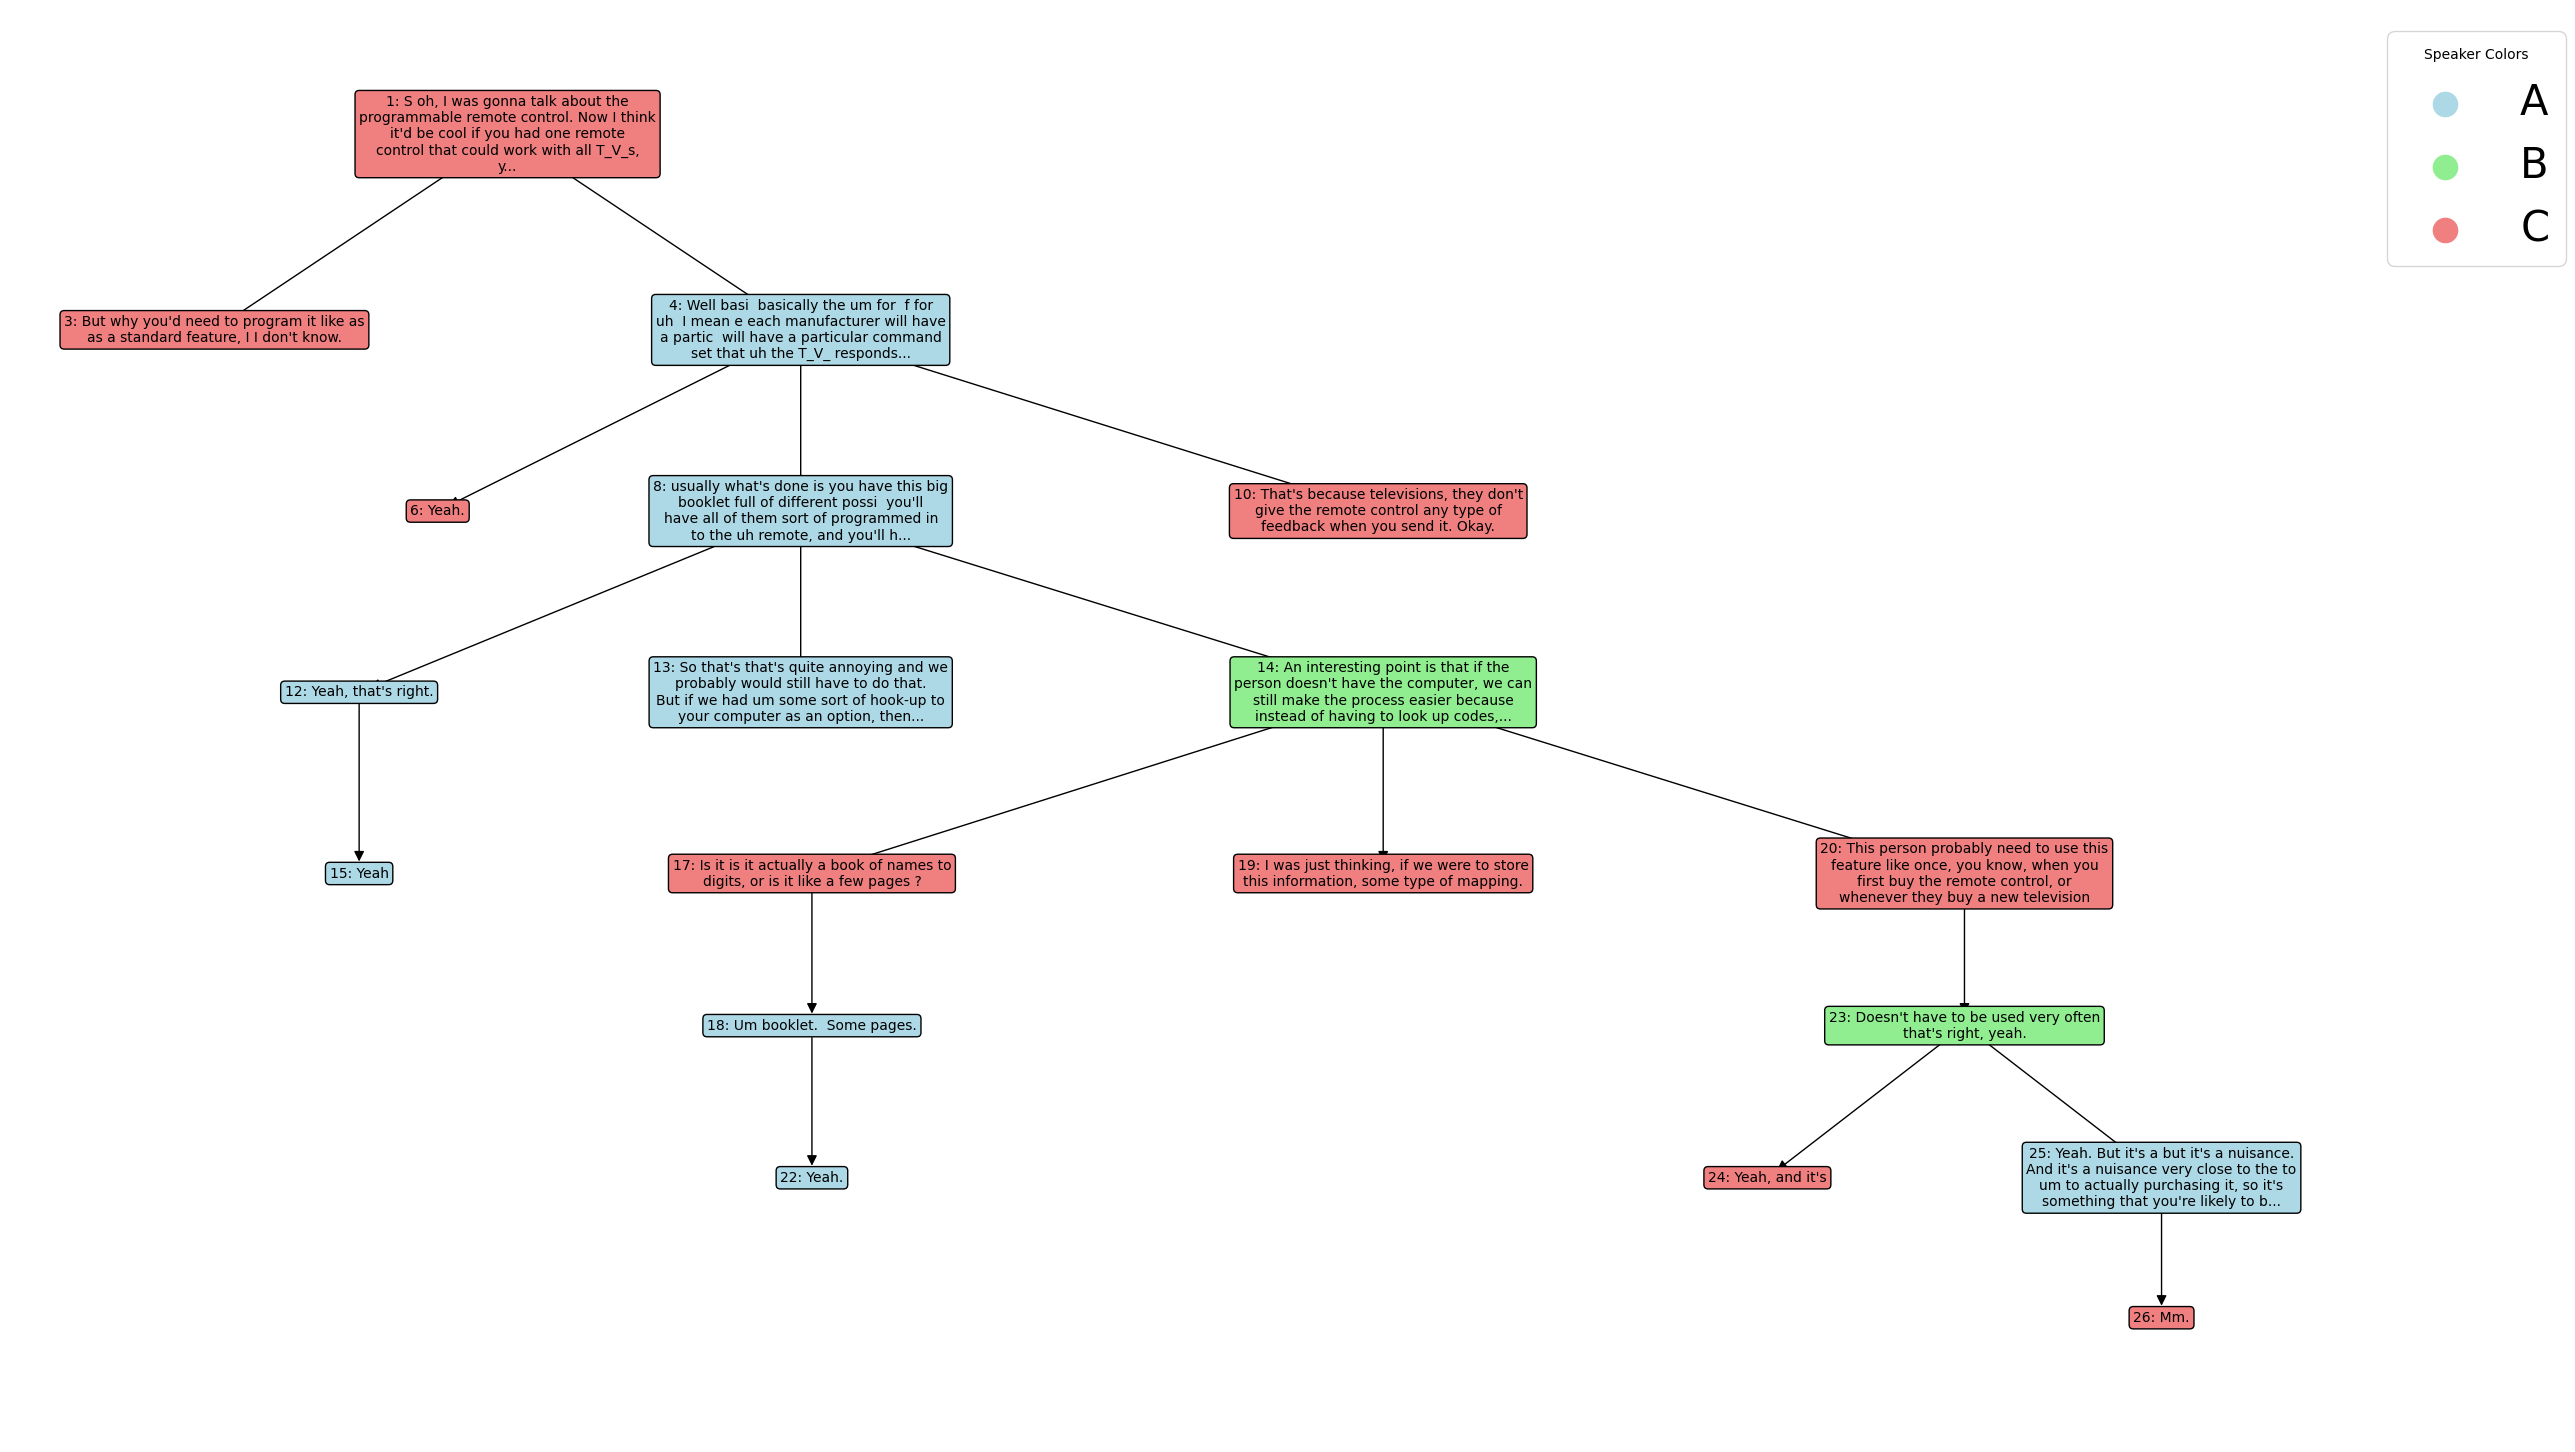 Speaker Colors
A
B
C
1: S oh, I was gonna talk about the
programmable remote control. Now I think
it'd be cool if you had one remote
control that could work with all T_V_s,
y...
3: But why you'd need to program it like as
as a standard feature, I I don't know.
4: Well basi  basically the um for  f for
uh  I mean e each manufacturer will have
a partic  will have a particular command
set that uh the T_V_ responds...
6: Yeah.
8: usually what's done is you have this big
booklet full of different possi  you'll
have all of them sort of programmed in
to the uh remote, and you'll h...
10: That's because televisions, they don't
give the remote control any type of
feedback when you send it. Okay.
12: Yeah, that's right.
13: So that's that's quite annoying and we
probably would still have to do that.
But if we had um some sort of hook-up to
your computer as an option, then...
14: An interesting point is that if the
person doesn't have the computer, we can
still make the process easier because
instead of having to look up codes,...
15: Yeah
17: Is it is it actually a book of names to
digits, or is it like a few pages ?
19: I was just thinking, if we were to store
this information, some type of mapping.
20: This person probably need to use this
feature like once, you know, when you
first buy the remote control, or
whenever they buy a new television
18: Um booklet.  Some pages.
23: Doesn't have to be used very often
that's right, yeah.
22: Yeah.
24: Yeah, and it's
25: Yeah. But it's a but it's a nuisance.
And it's a nuisance very close to the to
um to actually purchasing it, so it's
something that you're likely to b...
26: Mm.